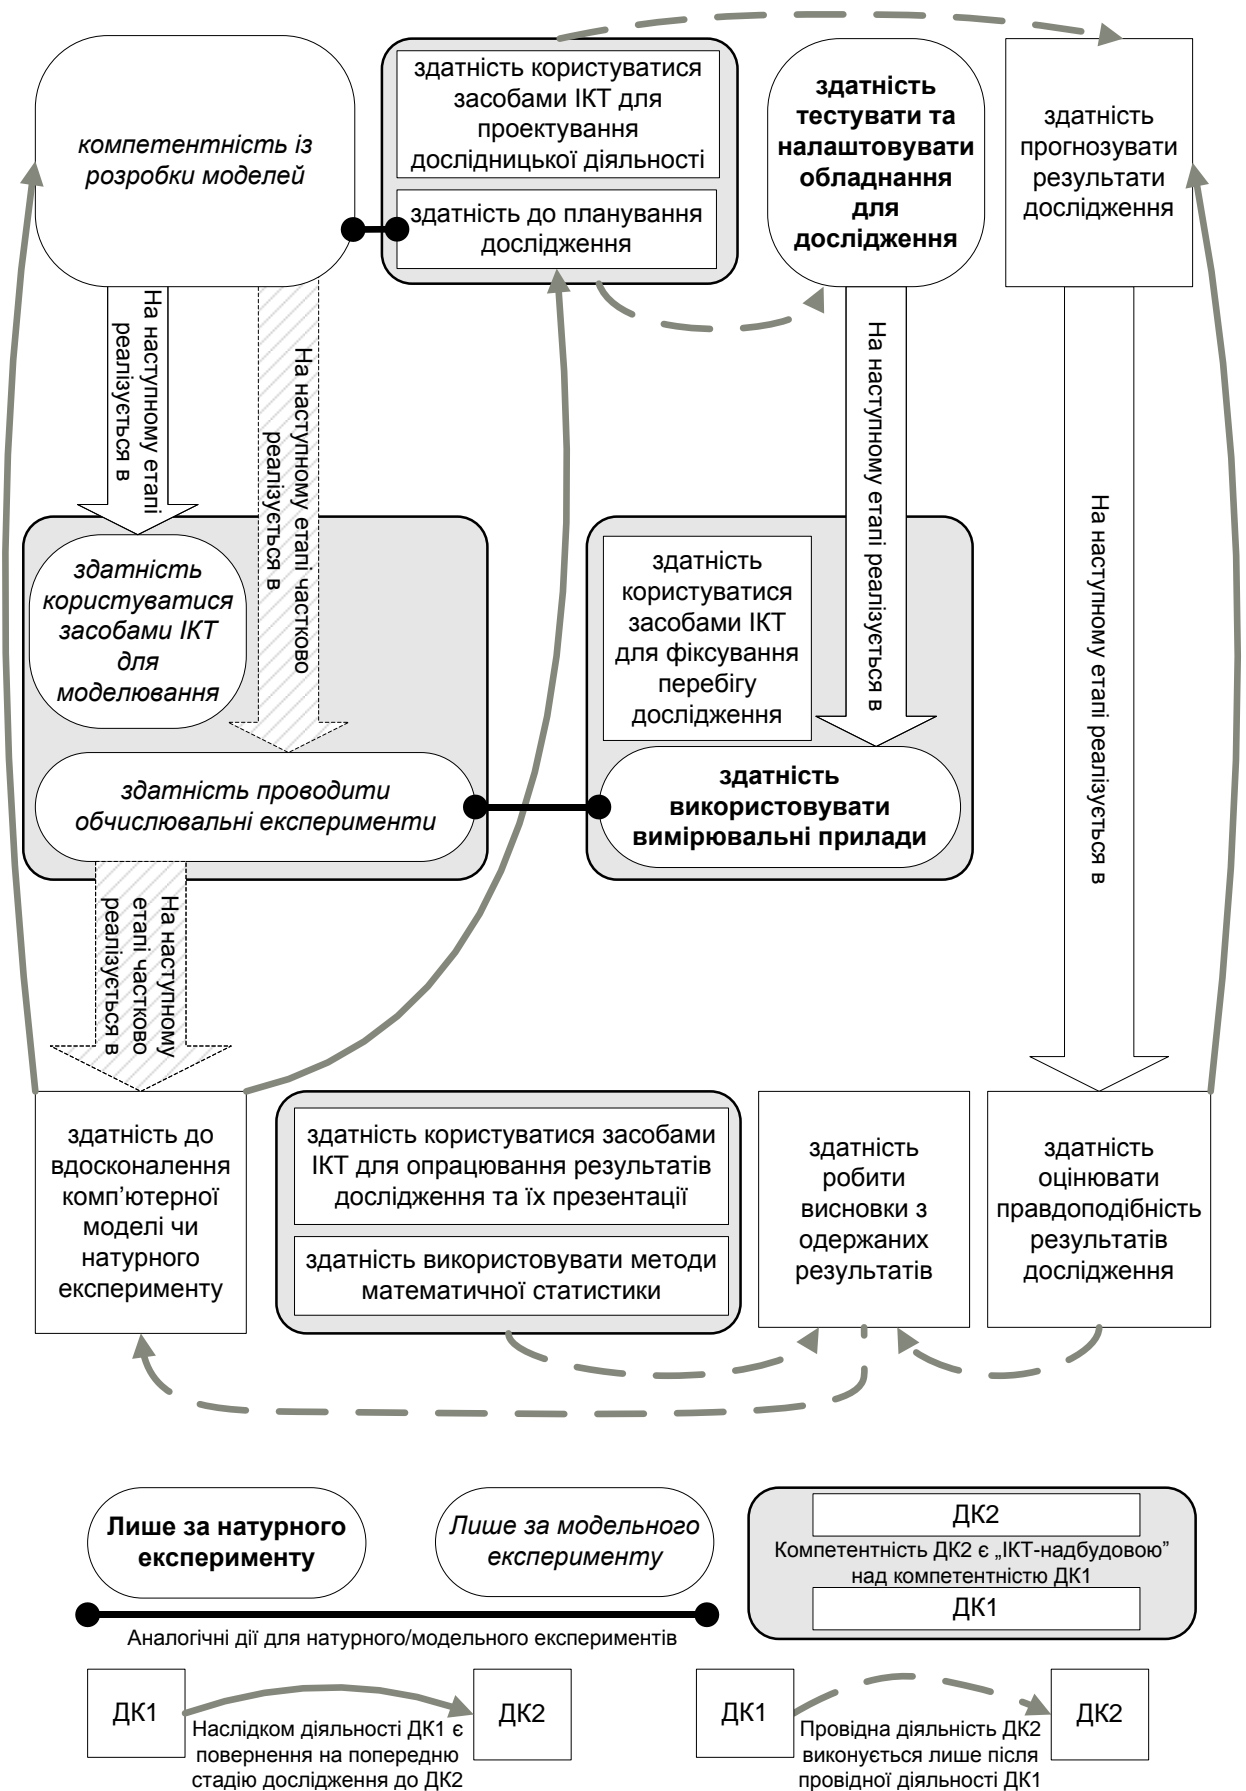 компетентність із
розробки моделей
здатність користуватися
засобами ІКТ для
проектування
дослідницької діяльності
здатність до планування
дослідження
здатність
тестувати та
налаштовувати
обладнання
для
дослідження
здатність
прогнозувати
результати
дослідження
На наступному етапі
реалізується в
На наступному етапі частково
реалізується в
На наступному етапі реалізується в
На наступному етапі реалізується в
здатність
користуватися
засобами ІКТ
для
моделювання
здатність проводити
обчислювальні експерименти
здатність
користуватися
засобами ІКТ
для фіксування
перебігу
дослідження
здатність
використовувати
вимірювальні прилади
На наступному
етапі частково
реалізується в
здатність до
вдосконалення
комп’ютерної
моделі чи
натурного
експерименту
здатність користуватися засобами
ІКТ для опрацювання результатів
дослідження та їх презентації
здатність використовувати методи
математичної статистики
здатність
робити
висновки з
одержаних
результатів
здатність
оцінювати
правдоподібність
результатів
дослідження
Лише за натурного
експерименту
Лише за модельного
експерименту
ДК2
Компетентність ДК2 є „ІКТ-надбудовою”
над компетентністю ДК1
ДК1
Аналогічні дії для натурного/модельного експериментів
ДК1
Наслідком діяльності ДК1 є
повернення на попередню
стадію дослідження до ДК2
ДК2
ДК1
Провідна діяльність ДК2
виконується лише після
провідної діяльності ДК1
ДК2